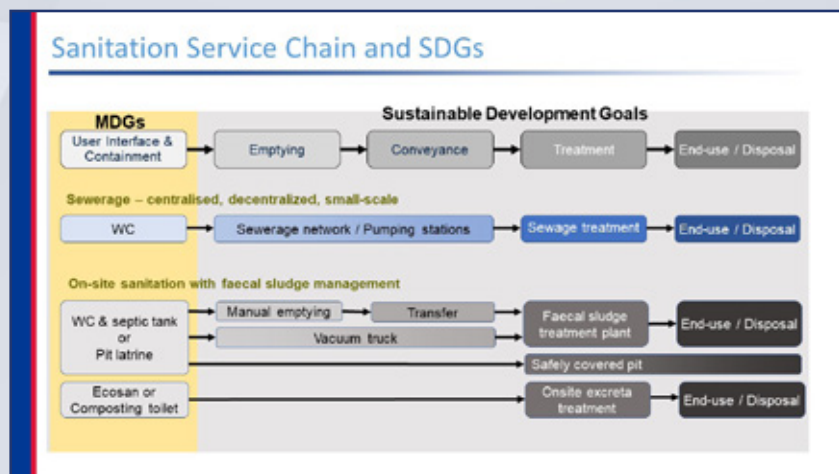 Sanitation Service Chain and SDGs
MDGs
Sustainable Development Goals
User Interface &
Containment
Emptying
Conveyance
Treatment
End-use / Disposal
Sewerage – centralised, decentralized, small-scale
WC
Sewerage network / Pumping stations
Sewage treatment
End-use / Disposal
On-site sanitation with faecal sludge management
WC & septic tank
or
Pit latrine
Manual emptying
Transfer
Vacuum truck
Faecal sludge
treatment plant
End-use / Disposal
Safely covered pit
Ecosan or
Composting toilet
Onsite excreta
treatment
End-use / Disposal